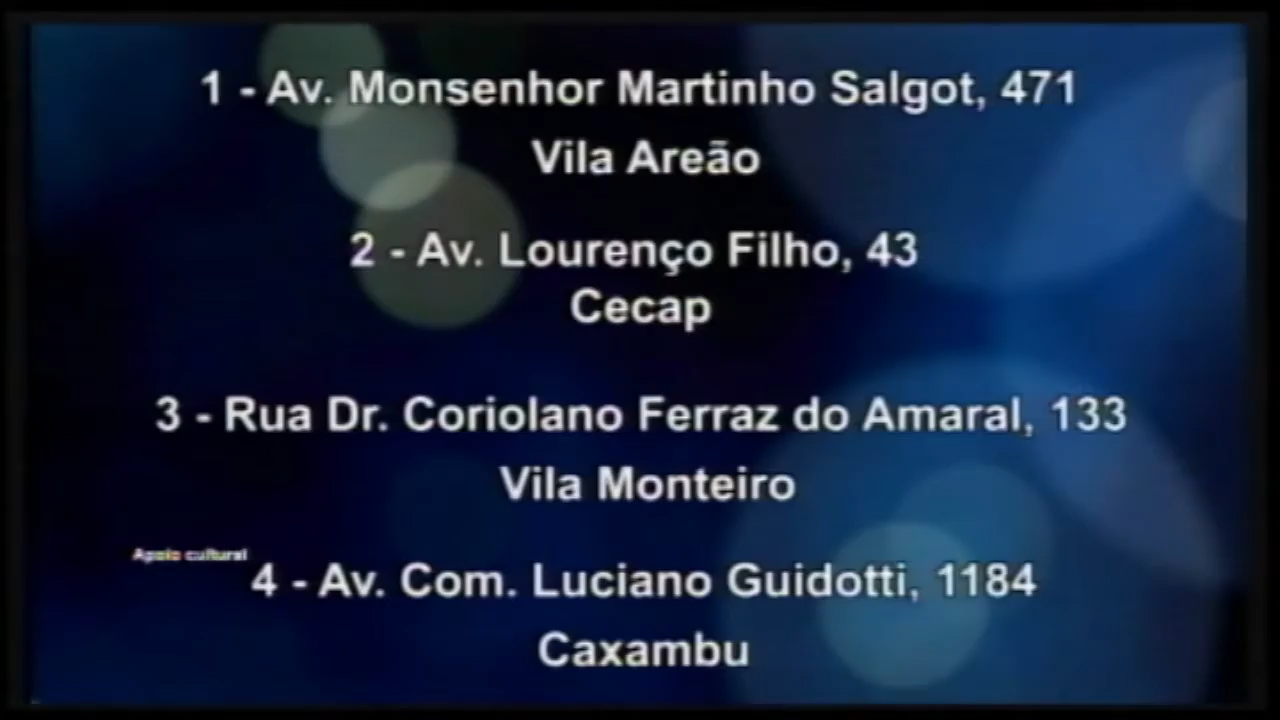 1 - Av. Monsenhor Martinho Salgot, 471
Vila Areão
2 - Av. Lourenço Filho, 43
Cecap
3 - Rua Dr. Coriolano Ferraz do Amaral, 133
Vila Monteiro
Apoio cultural
4 - Av. Com. Luciano Guidotti, 1184
Caxambu